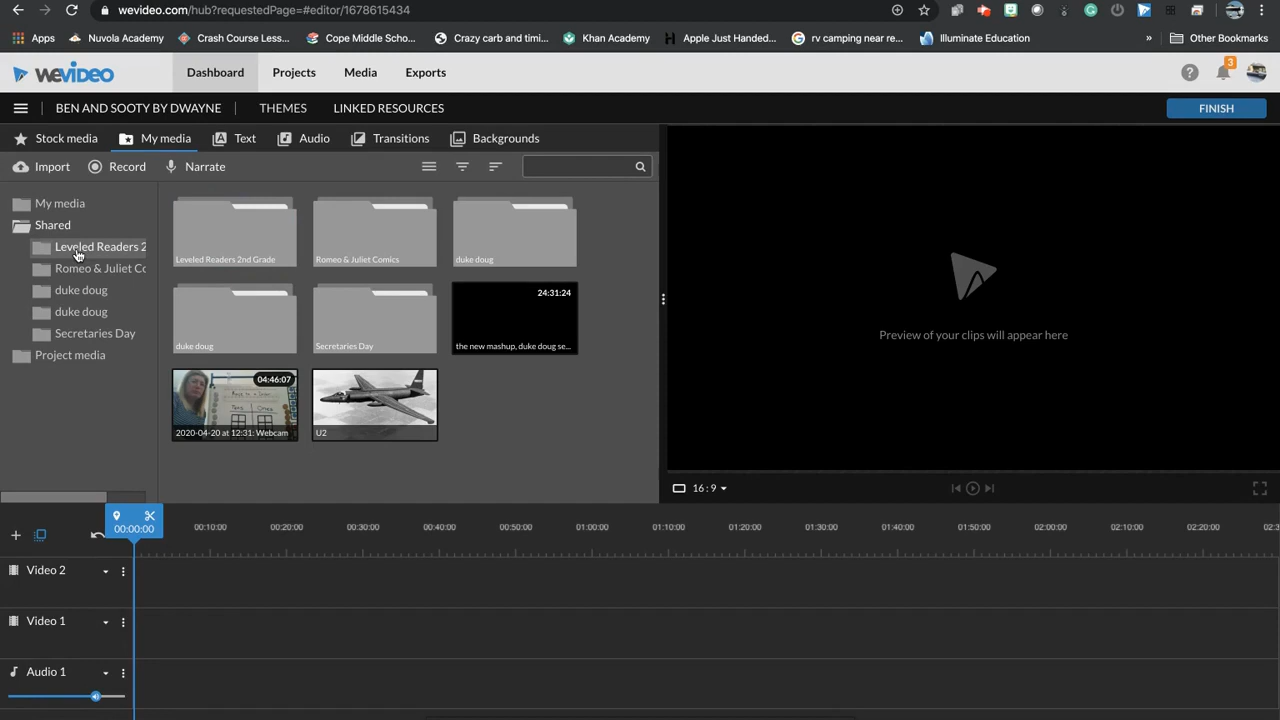 wevideo.com/hub?requestedPage=#editor/1678615434
Apps Nuvola Academy Crash Course Less... Cope Middle Scho... Crazy carb and timi... Khan Academy Apple Just Handed... rv camping near re... Illuminate Education » Other Bookmarks
WEVIDEO Dashboard Projects Media Exports ? 3
BEN AND SOOTY BY DWAYNE THEMES LINKED RESOURCES FINISH
Stock media My media Text Audio Transitions Backgrounds
Import Record Narrate
My media
Shared
Leveled Readers 2
Romeo & Juliet Co
duke doug
duke doug
Secretaries Day
Project media
Leveled Readers 2nd Grade Romeo & Juliet Comics duke doug
24:31:24
duke doug Secretaries Day the new mashup, duke doug se...
04:46:07
2020-04-20 at 12:31: Webcam U2
Preview of your clips will appear here
16:9
00:00:00 00:10:00 00:20:00 00:30:00 00:40:00 00:50:00 01:00:00 01:10:00 01:20:00 01:30:00 01:40:00 01:50:00 02:00:00 02:10:00 02:20:00 02:3
Video 2
Video 1
Audio 1